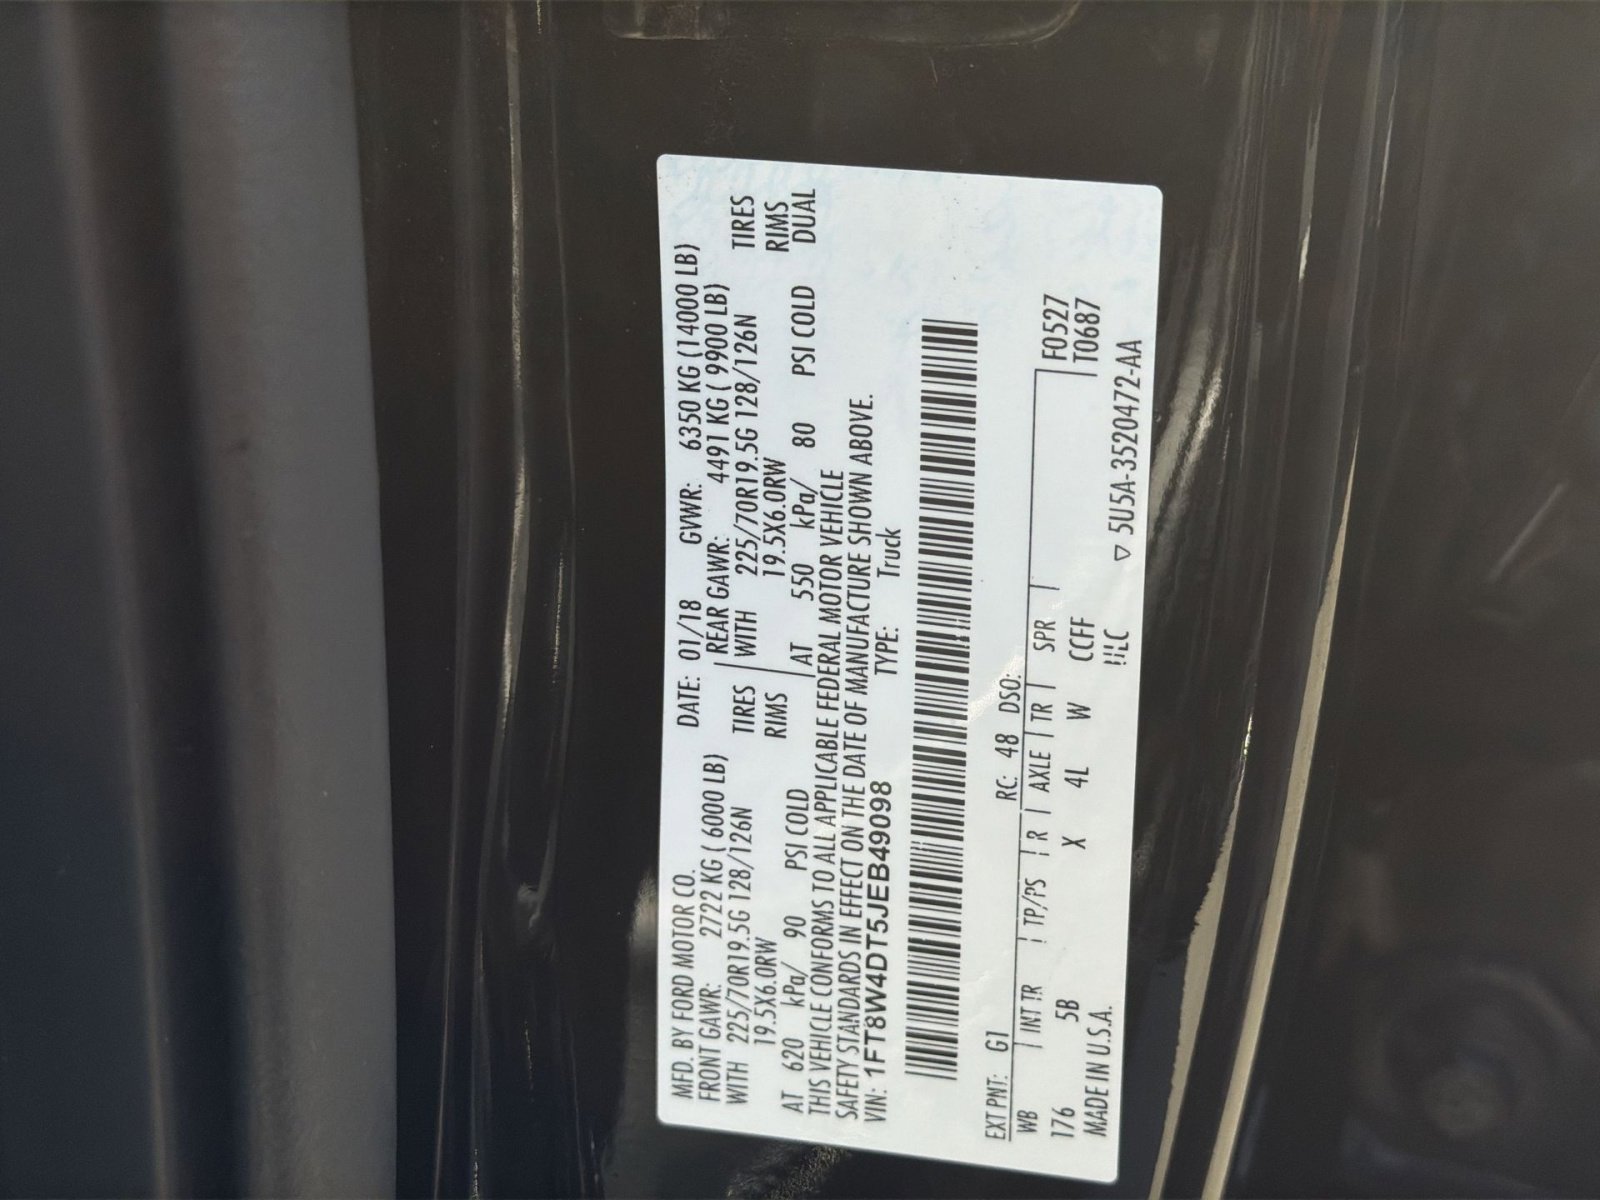 MFD. BY FORD MOTOR CO. DATE: 01/18 GVWR: 6350 KG (14000 LB)
FRONT GAWR: 2722 KG ( 6000 LB) REAR GAWR: 4491 KG ( 9900 LB)
WITH 225/70R19.5G 128/126N TIRES WITH 225/70R19.5G 128/126N TIRES
19.5X6.0RW RIMS 19.5X6.0RW RIMS
AT 620 kPa/ 90 PSI COLD AT 550 kPa/ 80 PSI COLD DUAL
THIS VEHICLE CONFORMS TO ALL APPLICABLE FEDERAL MOTOR VEHICLE
SAFETY STANDARDS IN EFFECT ON THE DATE OF MANUFACTURE SHOWN ABOVE.
VIN: 1FT8W4DT5JEB49098 TYPE: Truck
EXT PNT: G1 RC: 48 DSO: F0527
WB INT TR TP/PS R AXLE TR SPR T0687
176 5B X 4L W CCFF
MADE IN U.S.A. 5U5A-3520472-AA